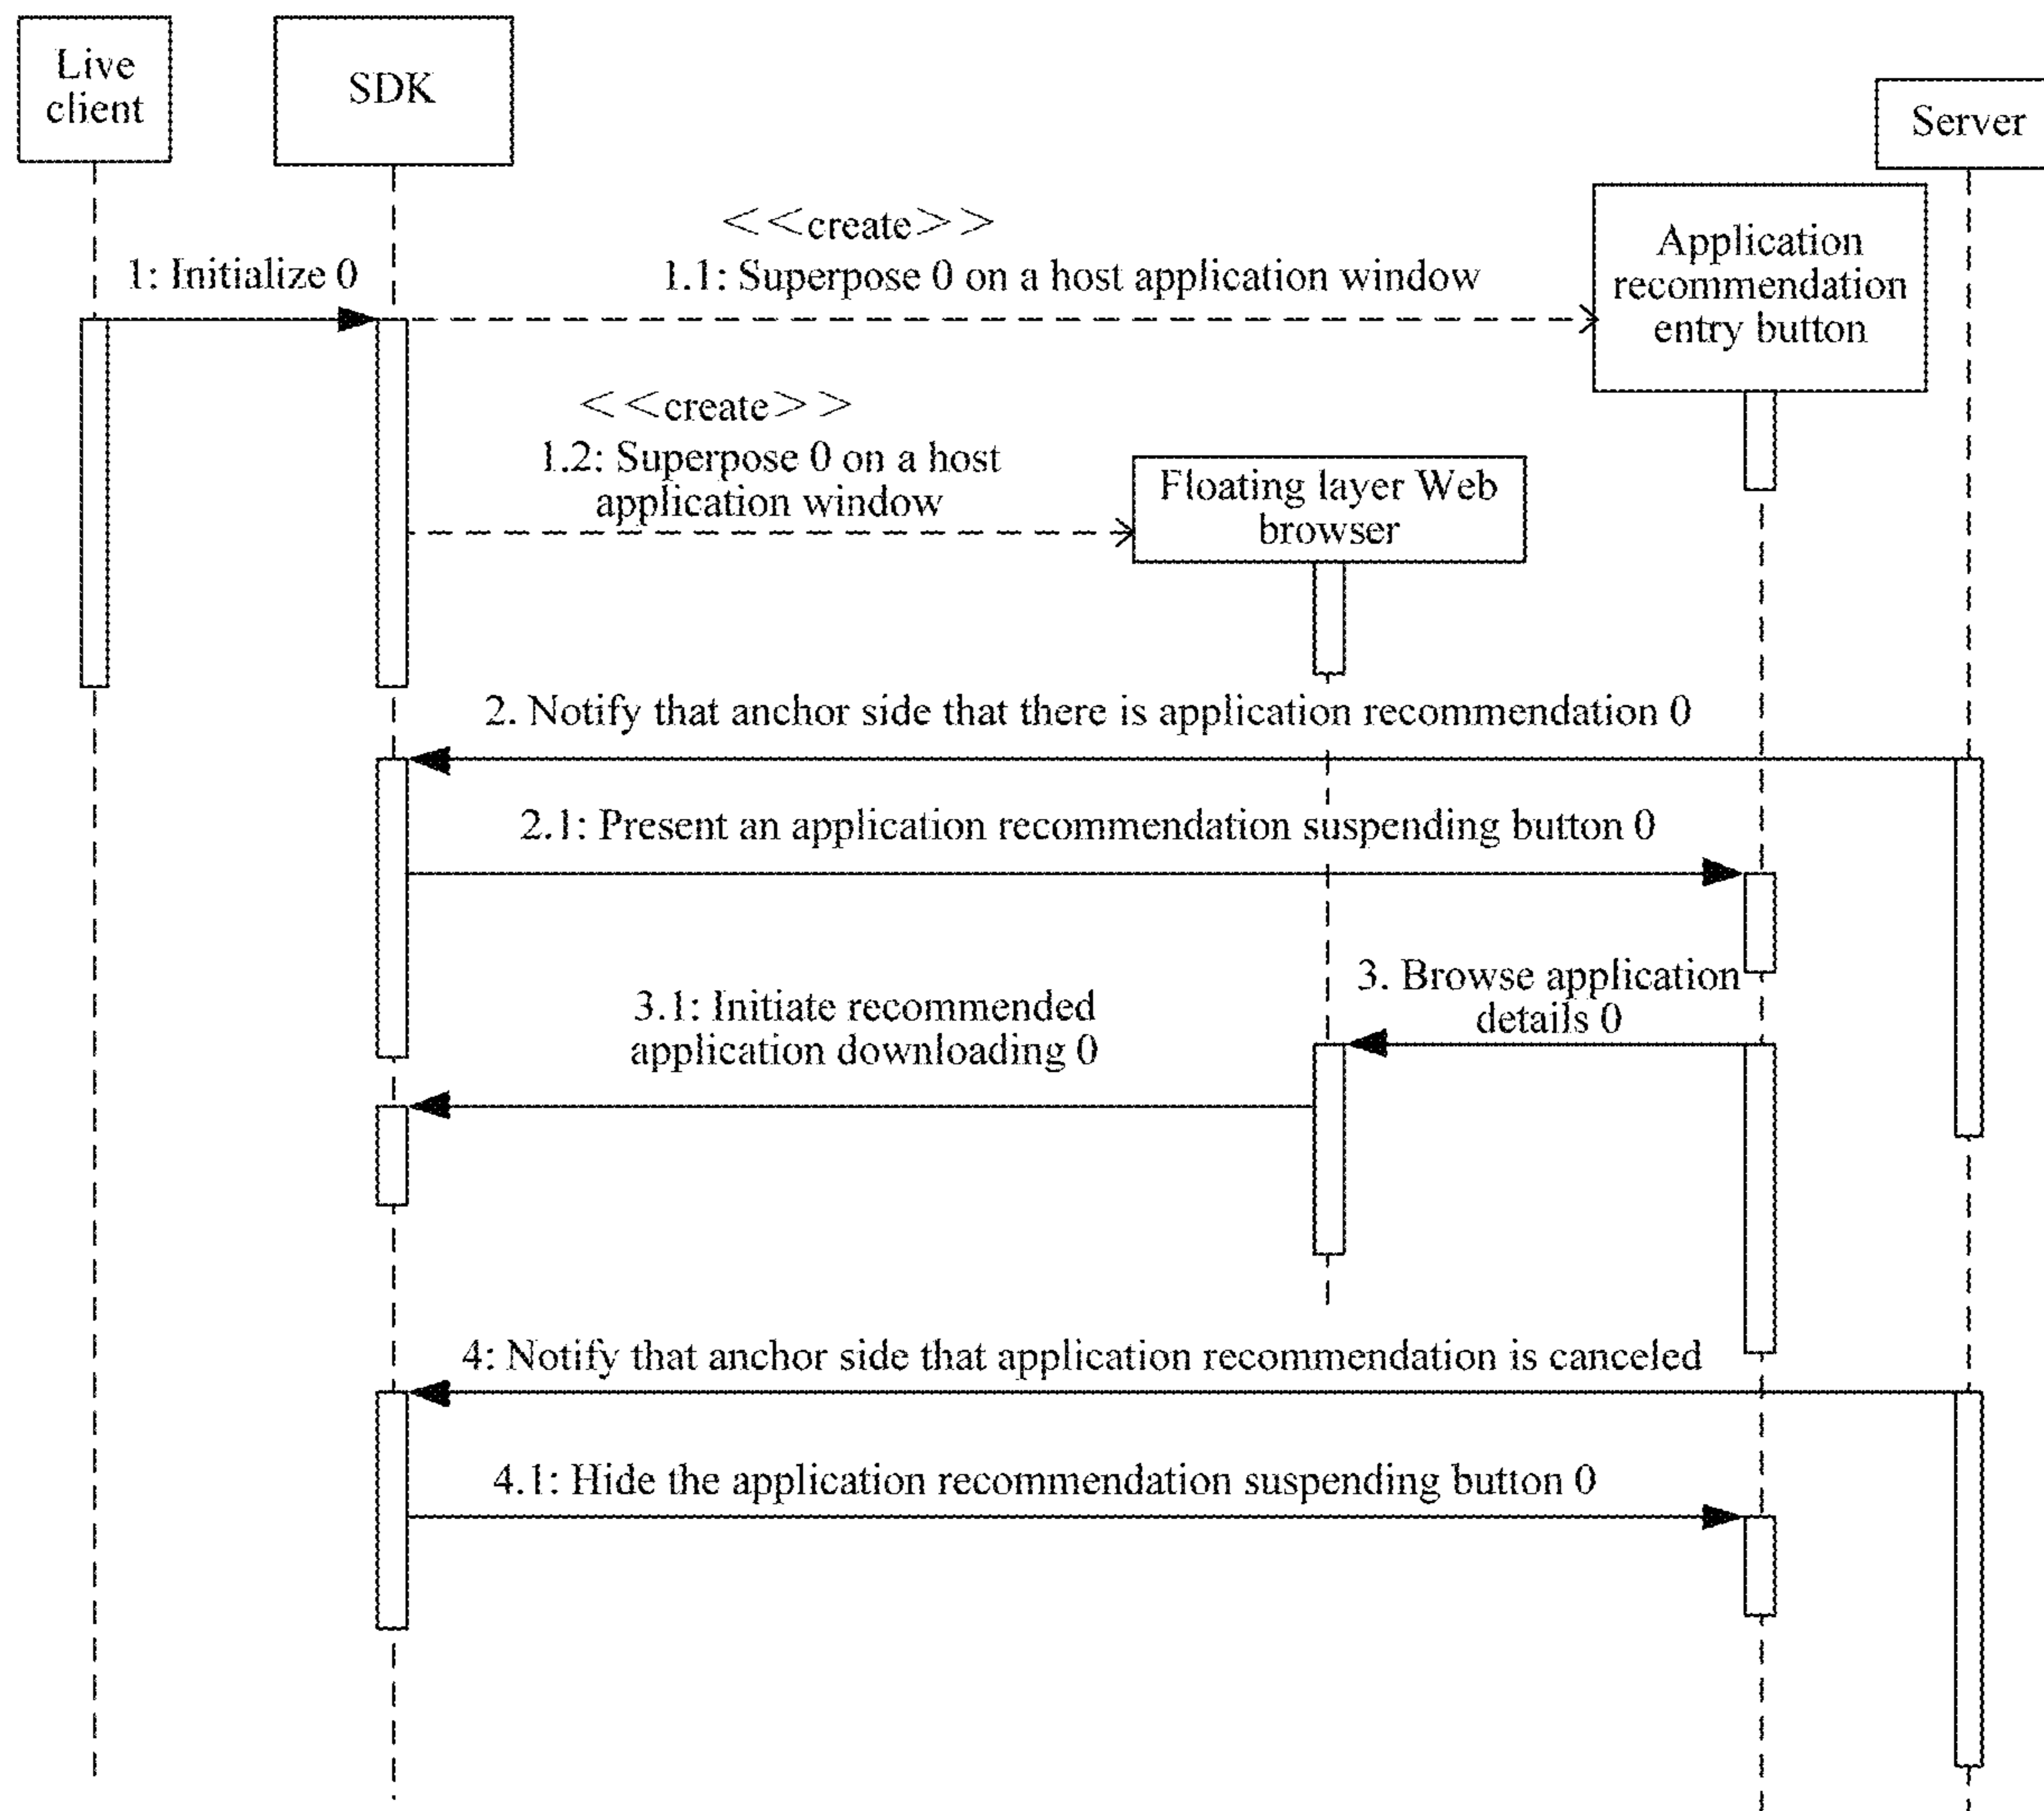 Live
client
SDK
Server
<<create>>
1: Initialize 0
1.1: Superpose 0 on a host application window
Application
recommendation
entry button
<<create>>
1.2: Superpose 0 on a host
application window
Floating layer Web
browser
2. Notify that anchor side that there is application recommendation 0
2.1: Present an application recommendation suspending button 0
3. Browse application
details 0
3.1: Initiate recommended
application downloading 0
4: Notify that anchor side that application recommendation is canceled
4.1: Hide the application recommendation suspending button 0